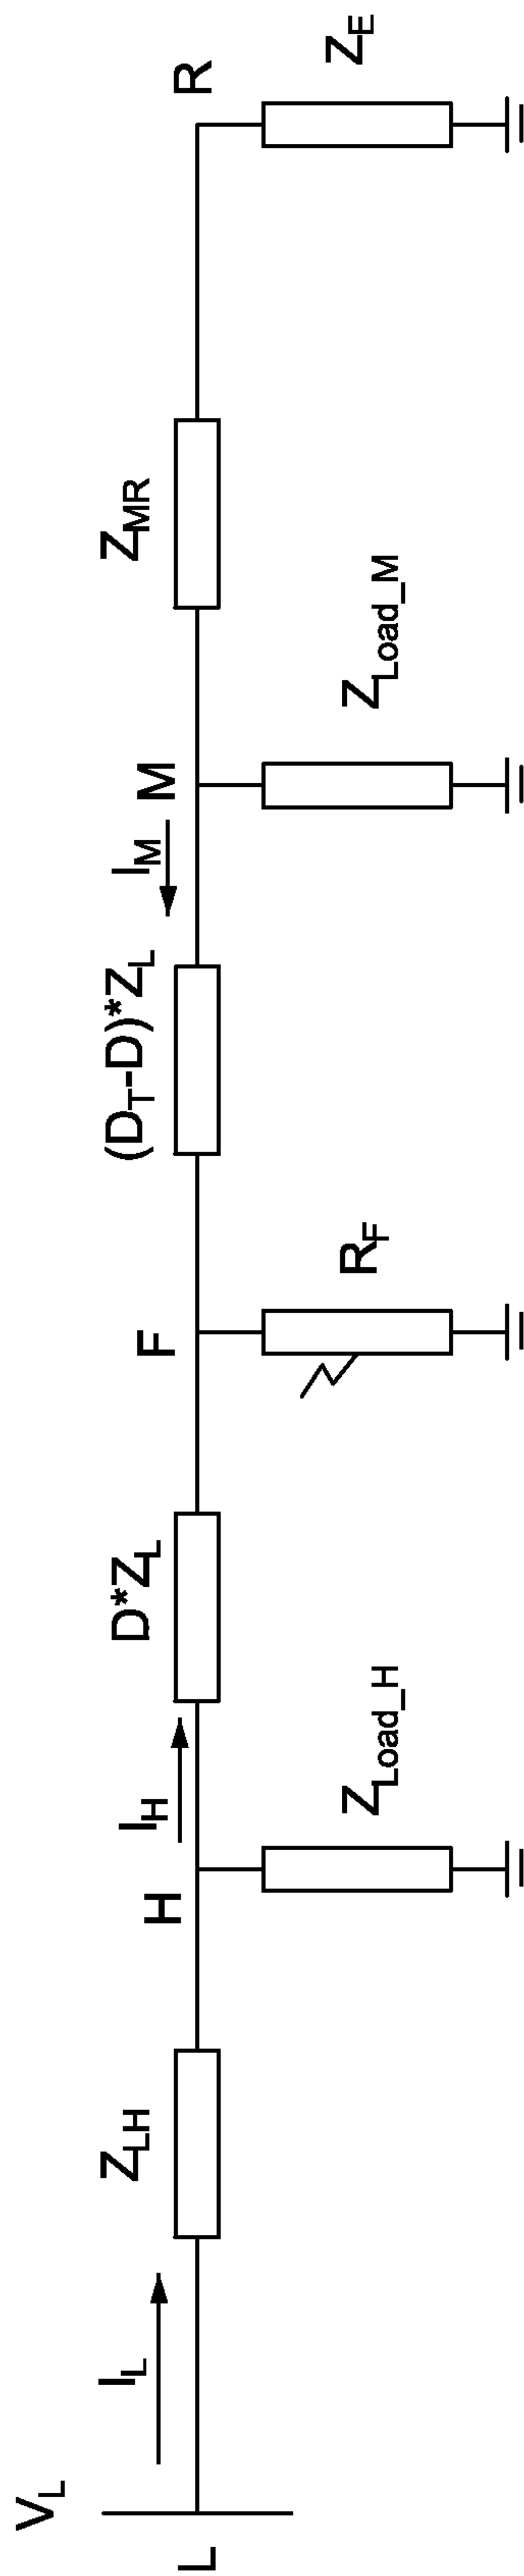 V_L
L
I_L
Z_LH
H
I_H
Z_Load_H
D*Z_L
F
R_F
(D_T-D)*Z_L
I_M
M
Z_Load_M
Z_MR
R
Z_E